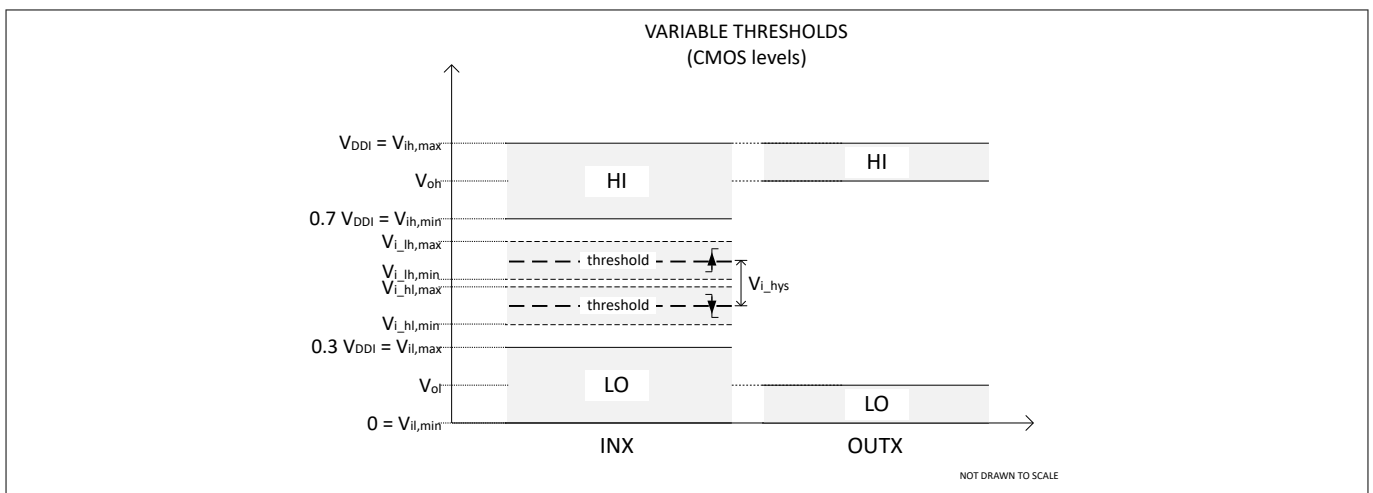 VARIABLE THRESHOLDS
(CMOS levels)
VDDI = Vih,max
HI
HI
Voh
0.7 VDDI = Vih,min
Vi_lh,max
threshold
Vi_lh,min
Vi_hl,max
Vi_hys
threshold
Vi_hl,min
0.3 VDDI = Vil,max
LO
Vol
LO
0 = Vil,min
INX
OUTX
NOT DRAWN TO SCALE